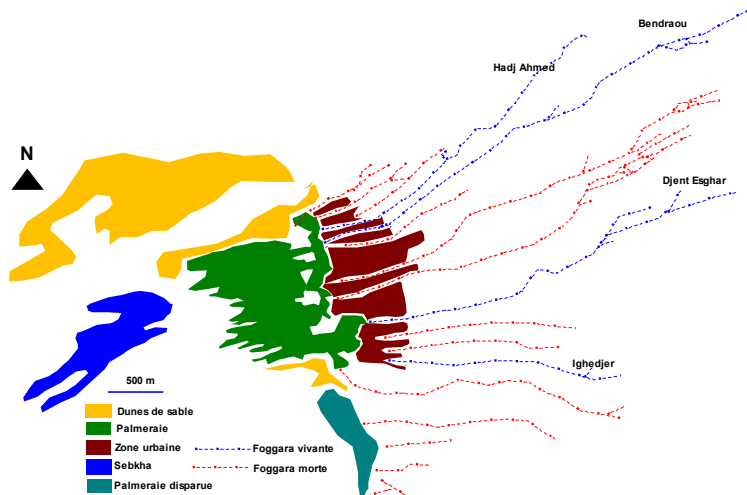 Bendraou
Hadj Ahmed
N
Djent Esghar
Ighedjer
500 m
Dunes de sable
Palmeraie
Zone urbaine
Foggara vivante
Sebkha
Foggara morte
Palmeraie disparue